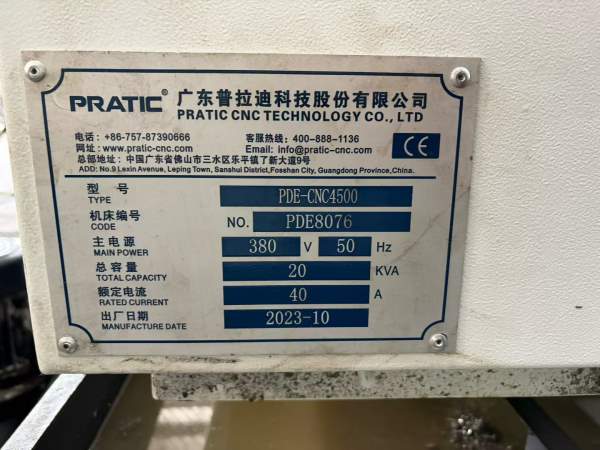 PRATIC® 广东普拉迪科技股份有限公司
PRATIC CNC TECHNOLOGY CO., LTD
电话：+86-757-87390666 客服热线：400-888-1136
网址：www.pratic-cnc.com Email: Info@pratic-cnc.com
总部地址：中国广东省佛山市三水区乐平镇了新大道9号
ADD: No.9 Lexin Avenue, Leping Town, Sanshui District,Fosshan City, Guangdong Province,China.
CE
型号 PDE-CNC4500
TYPE
机床编号 NO. PDE8076
CODE
主电源 380 V 50 Hz
MAIN POWER
总容量 20 KVA
TOTAL CAPACITY
额定电流 40 A
RATED CURRENT
出厂日期 2023-10
MANUFACTURE DATE